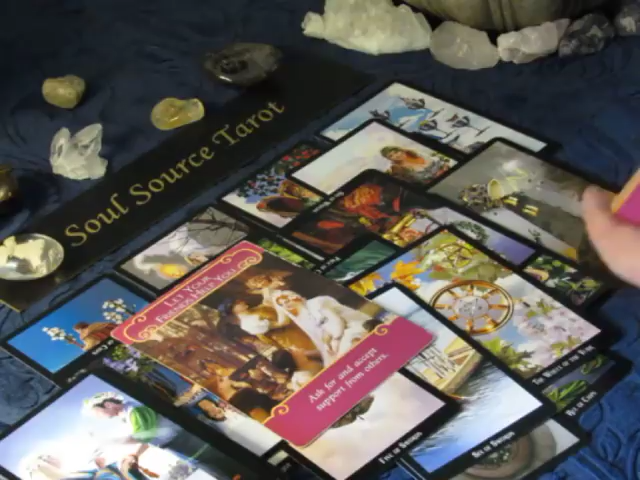 Soul Source Tarot
LET YOUR
FRIENDS HELP YOU
Ask for and accept
support from others.
THE WHEEL OF THE YEAR
FIVE OF SWORDS
SIX OF SWORDS